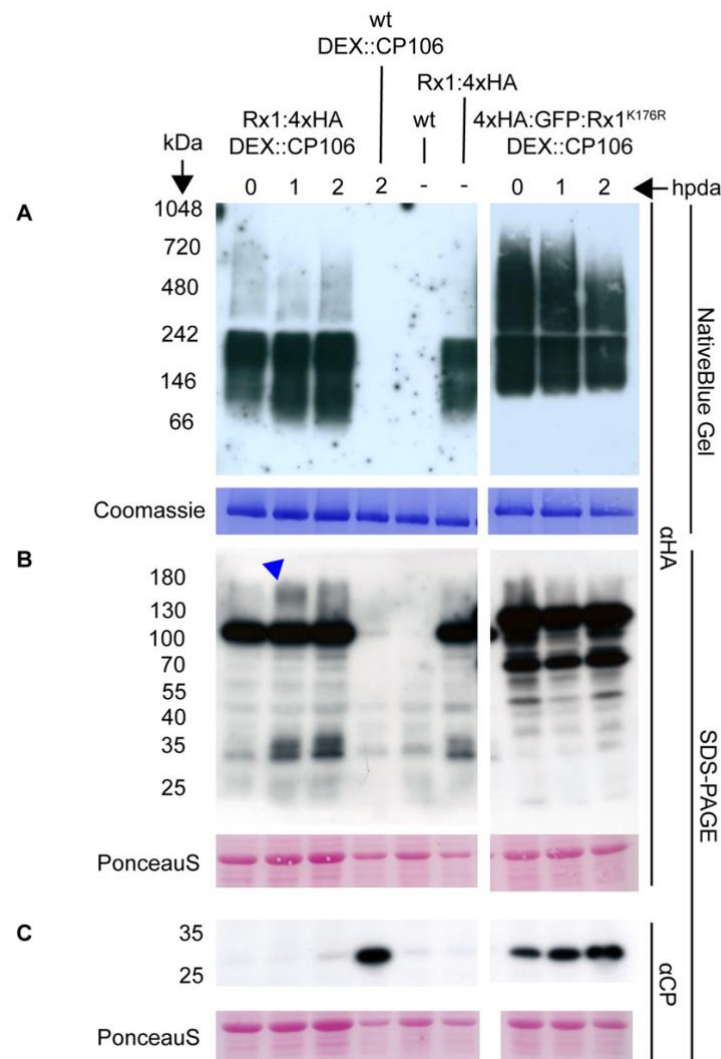 wt
DEX::CP106
Rx1:4xHA
Rx1:4xHA
DEX::CP106
wt
4xHA:GFP:Rx1K176R
DEX::CP106
kDa
0 1 2 2 - - 0 1 2 hpda
A
1048
720
480
242
146
66
NativeBlue Gel
Coomassie
αHA
B
180
130
100
70
55
40
35
25
SDS-PAGE
PonceauS
C
35
25
αCP
PonceauS